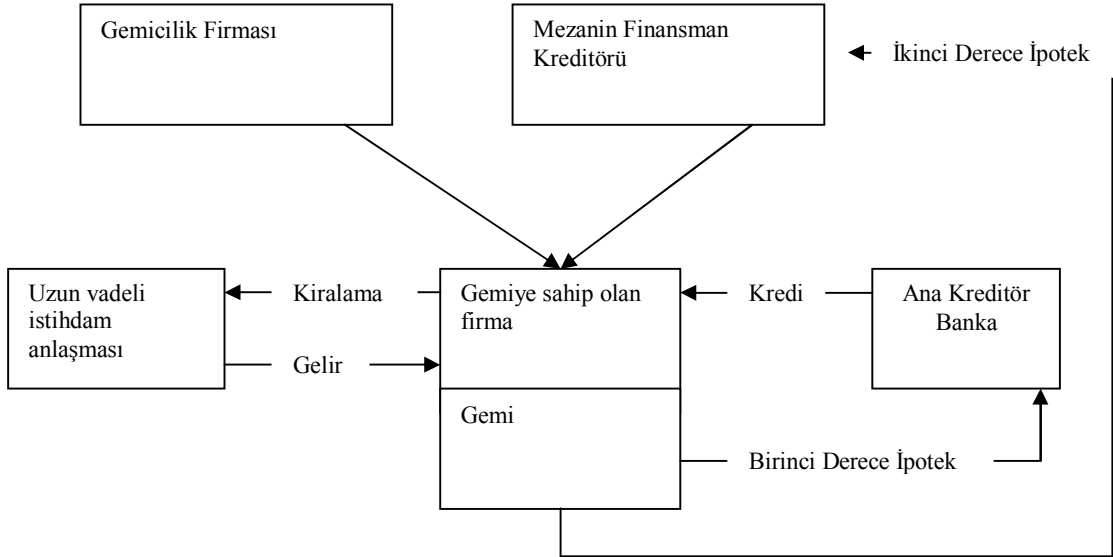 Gemicilik Firması
Mezanin Finansman
Kreditörü
İkinci Derece İpotek
Uzun vadeli
istihdam
anlaşması
Kiralama
Gelir
Gemiye sahip olan
firma
Kredi
Ana Kreditör
Banka
Gemi
Birinci Derece İpotek